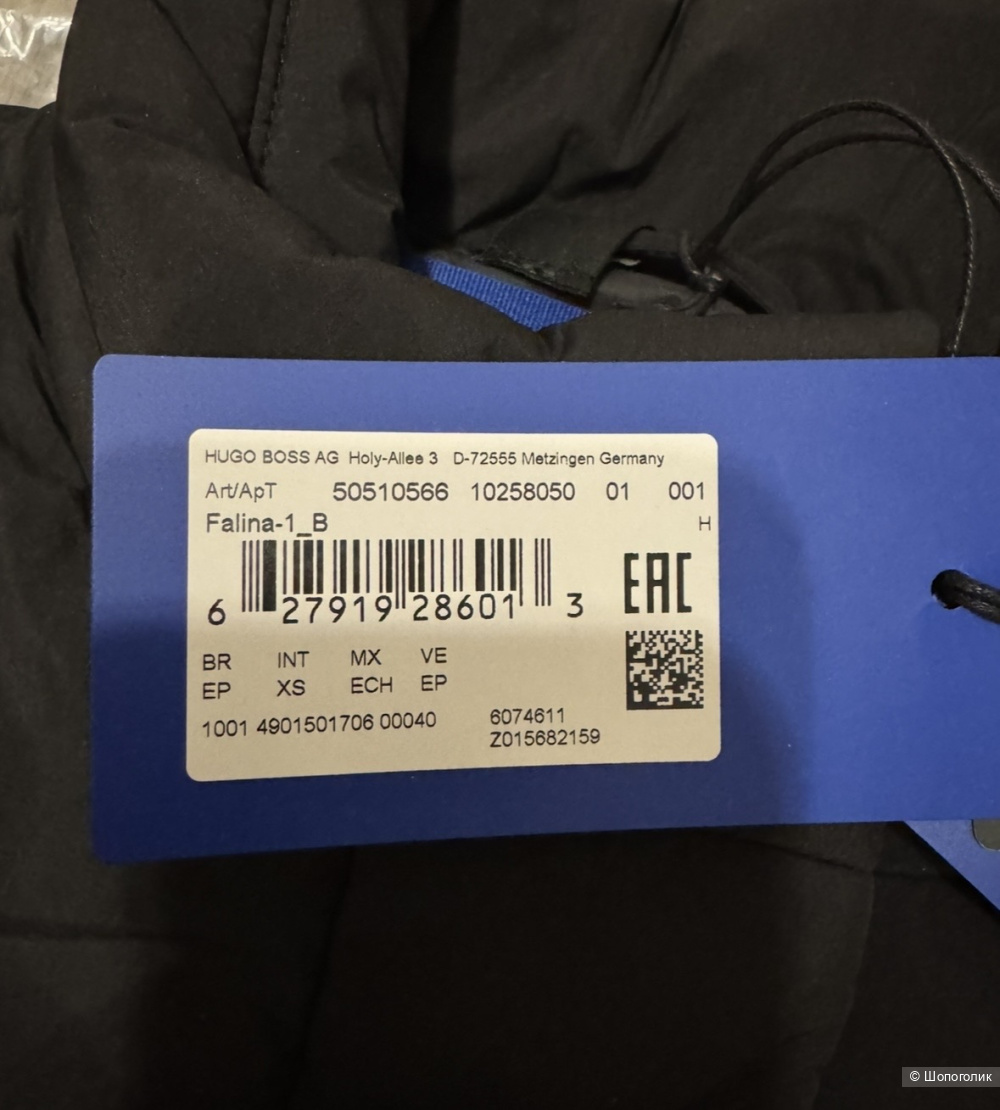 HUGO BOSS AG Holy-Allee 3 D-72555 Metzingen Germany
Art/АрТ 50510566 10258050 01 001
Falina-1_B H
6 27919 28601 3
EAC
BR INT MX VE
EP XS ECH EP
1001 4901501706 00040 6074611
Z015682159
© Шопоголик